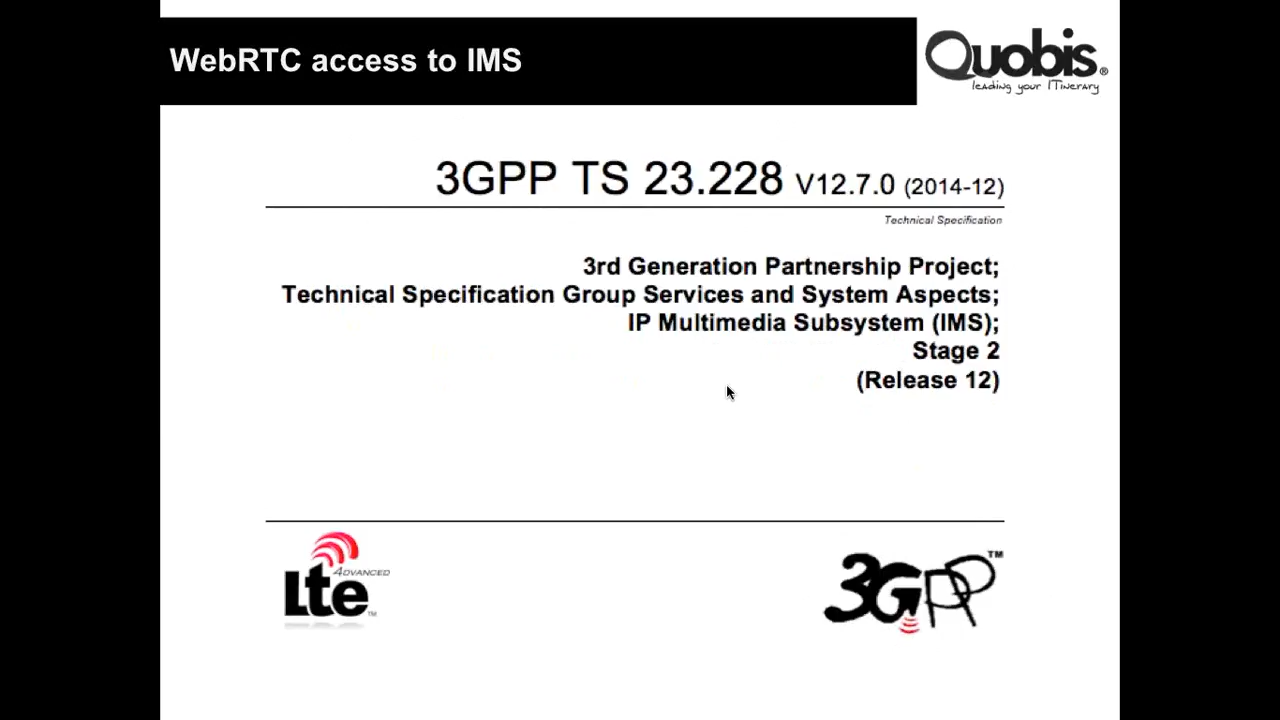 WebRTC access to IMS
Quobis®
leading your ITinerary
3GPP TS 23.228 V12.7.0 (2014-12)
Technical Specification
3rd Generation Partnership Project;
Technical Specification Group Services and System Aspects;
IP Multimedia Subsystem (IMS);
Stage 2
(Release 12)
Lte ADVANCED ™
3GPP ™